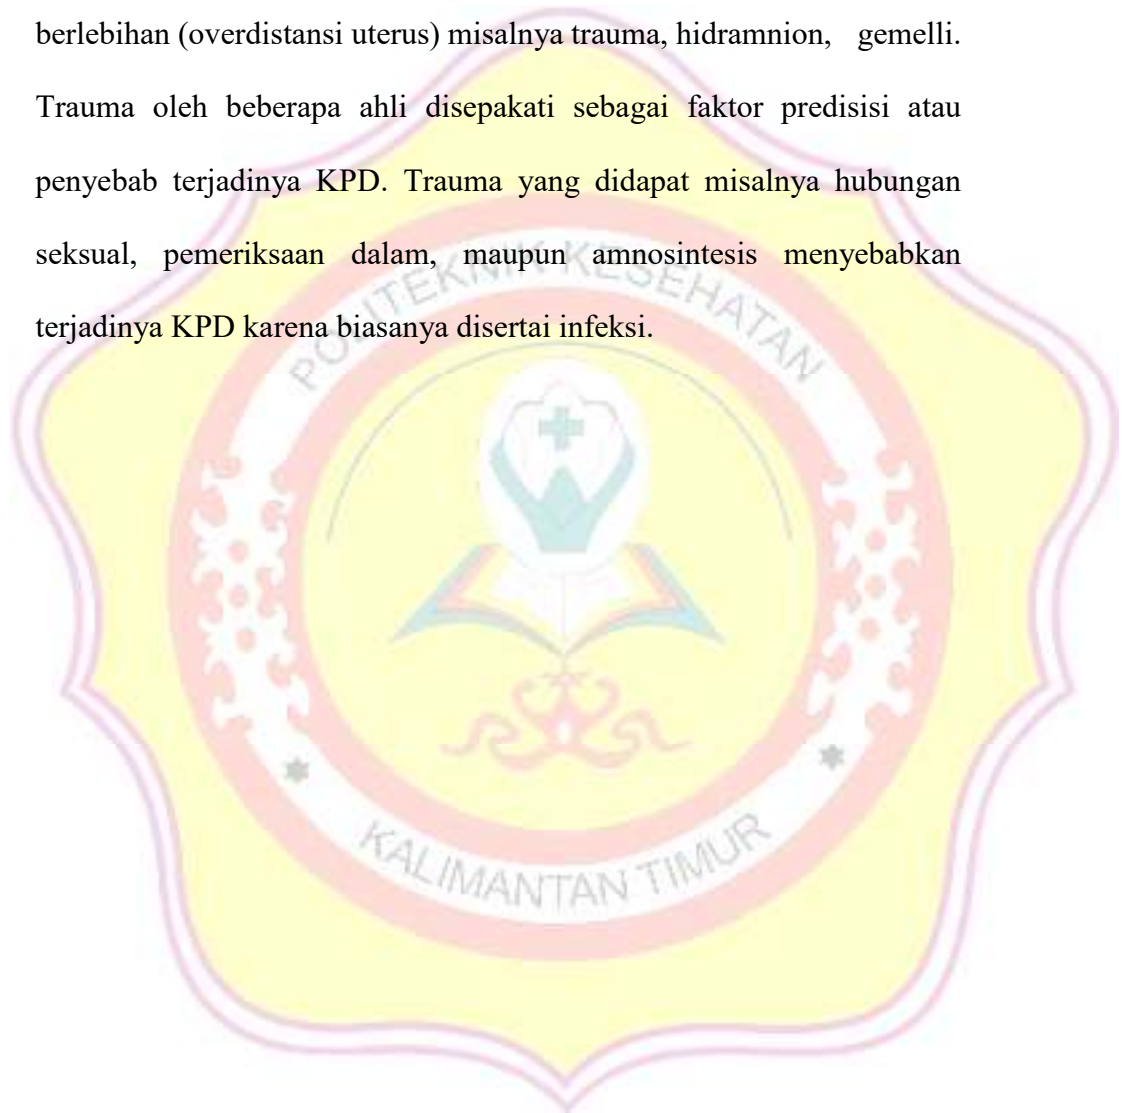 berlebihan (overdistansi uterus) misalnya trauma, hidramnion, gemelli.
Trauma oleh beberapa ahli disepakati sebagai faktor predisisi atau
penyebab terjadinya KPD. Trauma yang didapat misalnya hubungan
seksual, pemeriksaan dalam, maupun amnosintesis menyebabkan
terjadinya KPD karena biasanya disertai infeksi.
POLITEKNIK KESEHATAN
KALIMANTAN TIMUR